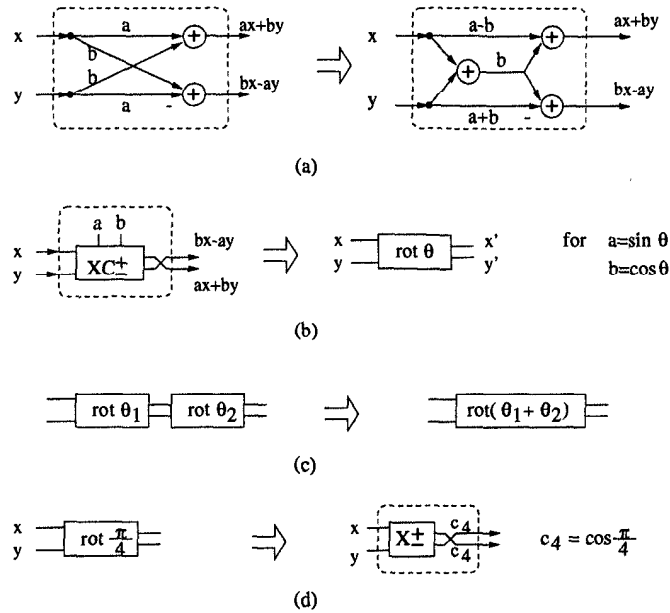 x a + ax+by
b
b
y a - + bx-ay
x a-b + ax+by
+ b
y a+b - + bx-ay
(a)
a b
x bx-ay
XC±
y ax+by
x x'
rot θ
y y'
for a=sin θ
b=cos θ
(b)
rot θ1 rot θ2
rot( θ1+ θ2)
(c)
x
rot π/4
y
x c4
X±
y c4
c4 = cos π/4
(d)